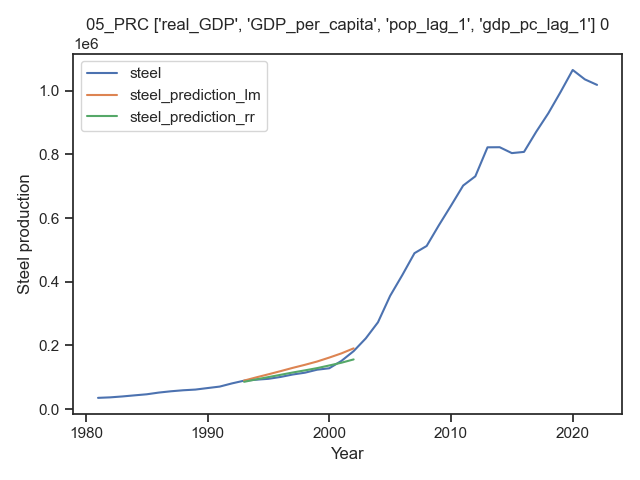 05_PRC ['real_GDP', 'GDP_per_capita', 'pop_lag_1', 'gdp_pc_lag_1'] 0
1e6
steel
steel_prediction_lm
steel_prediction_rr
1.0
0.8
0.6
0.4
0.2
0.0
Steel production
1980 1990 2000 2010 2020
Year